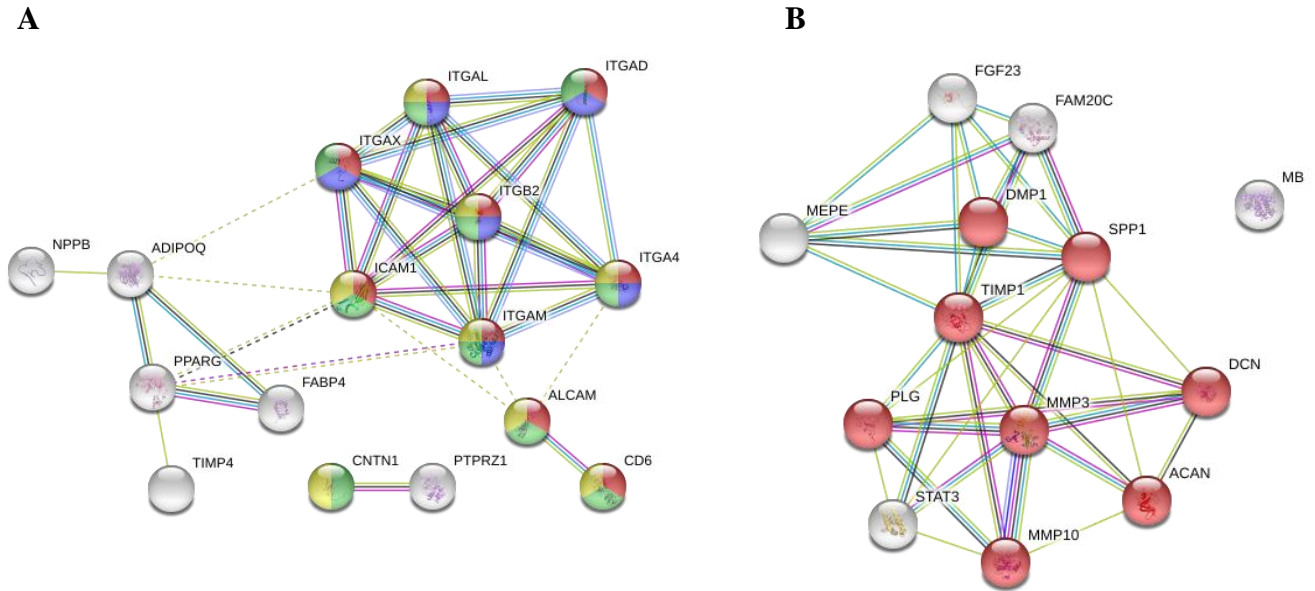 A
B
ITGAL
ITGAD
ITGAX
ITGB2
NPPB
ADIPOQ
ICAM1
ITGA4
ITGAM
PPARG
FABP4
ALCAM
TIMP4
CNTN1
PTPRZ1
CD6
FGF23
FAM20C
MB
DMP1
MEPE
SPP1
TIMP1
DCN
PLG
MMP3
ACAN
STAT3
MMP10